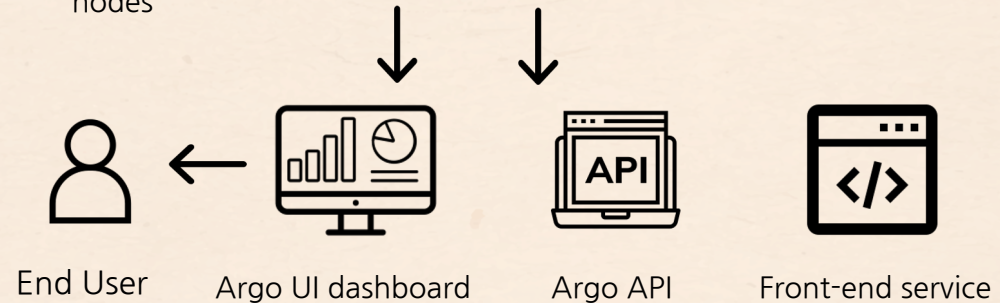 nodes
API
</>
End User
Argo UI dashboard
Argo API
Front-end service